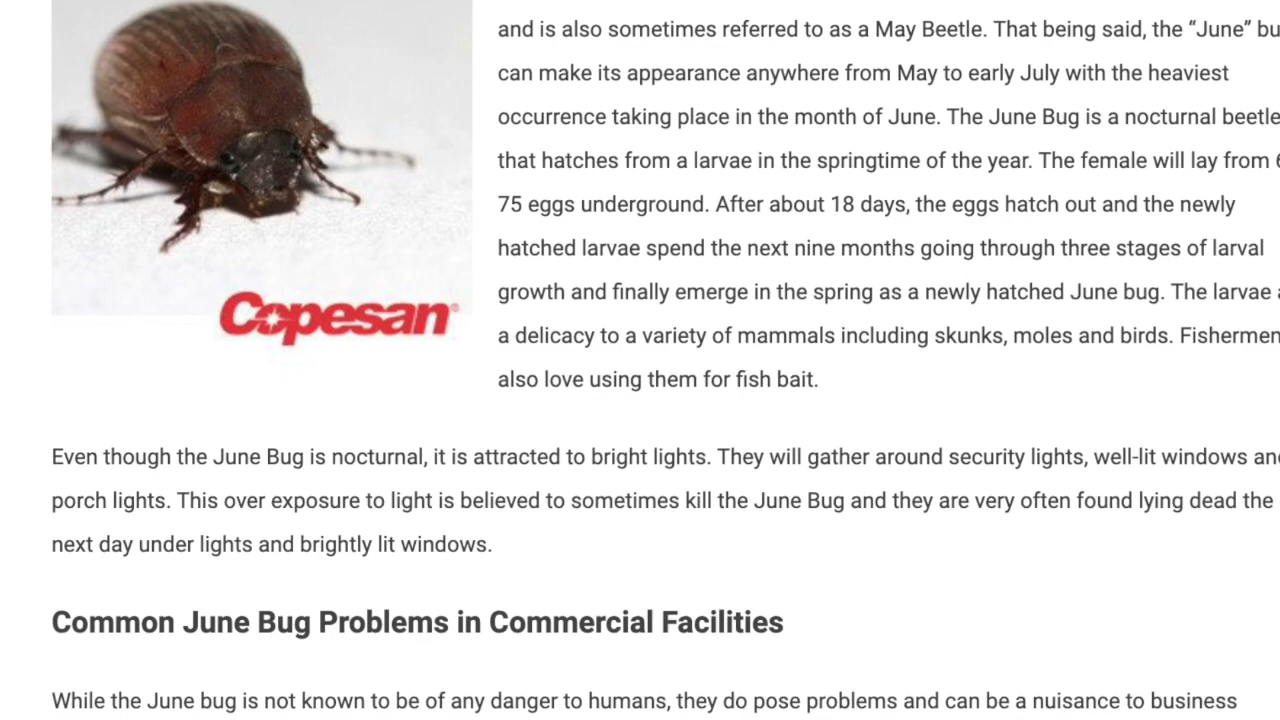 and is also sometimes referred to as a May Beetle. That being said, the “June”
can make its appearance anywhere from May to early July with the heaviest
occurrence taking place in the month of June. The June Bug is a nocturnal beetle
that hatches from a larvae in the springtime of the year. The female will lay from
75 eggs underground. After about 18 days, the eggs hatch out and the newly
hatched larvae spend the next nine months going through three stages of larval
growth and finally emerge in the spring as a newly hatched June bug. The larvae
a delicacy to a variety of mammals including skunks, moles and birds. Fishermen
also love using them for fish bait.
Copesan®
Even though the June Bug is nocturnal, it is attracted to bright lights. They will gather around security lights, well-lit windows
porch lights. This over exposure to light is believed to sometimes kill the June Bug and they are very often found lying dead the
next day under lights and brightly lit windows.
Common June Bug Problems in Commercial Facilities
While the June bug is not known to be of any danger to humans, they do pose problems and can be a nuisance to business